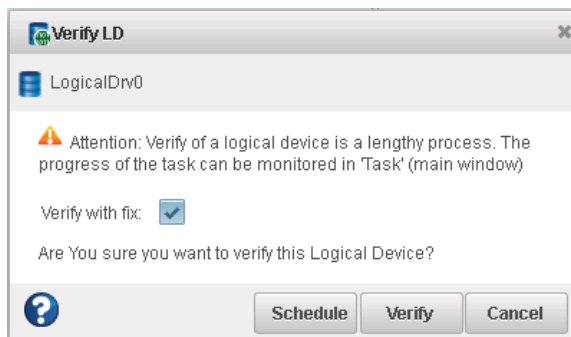 Verify LD
LogicalDrv0
Attention: Verify of a logical device is a lengthy process. The
progress of the task can be monitored in 'Task' (main window)
Verify with fix:
Are You sure you want to verify this Logical Device?
?
Schedule Verify Cancel